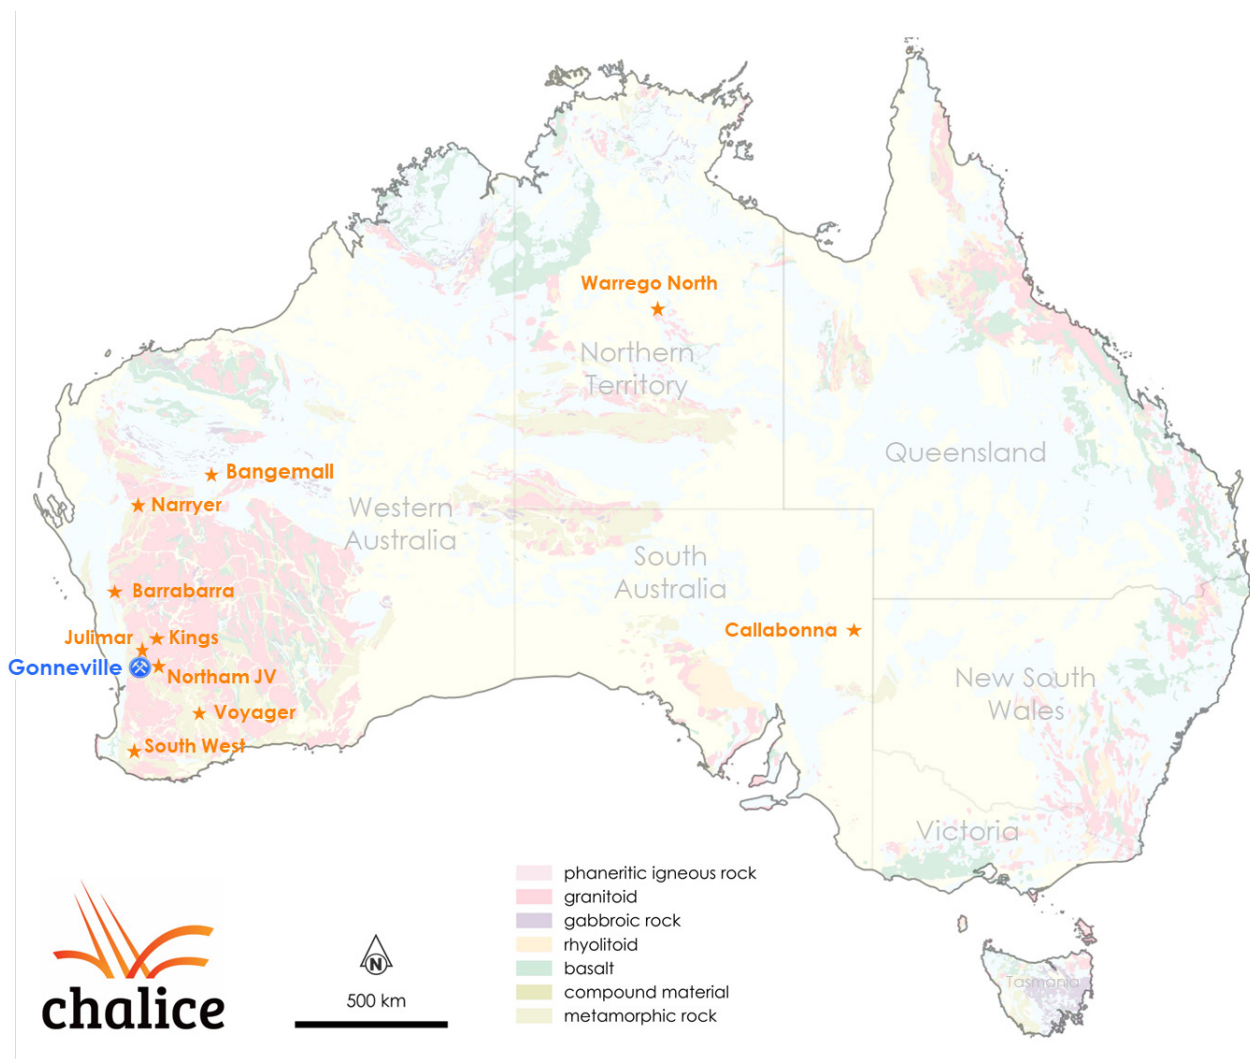 Warrego North
Northern
Territory
Queensland
Bangemall
Narryer
Western
Australia
South
Australia
Barrabarra
Callabonna
Julimar
Kings
Gonneville
Northam JV
New South
Wales
Voyager
South West
Victoria
phaneritic igneous rock
granitoid
gabbroic rock
rhyolitoid
basalt
compound material
metamorphic rock
N
500 km
chalice
Tasmania